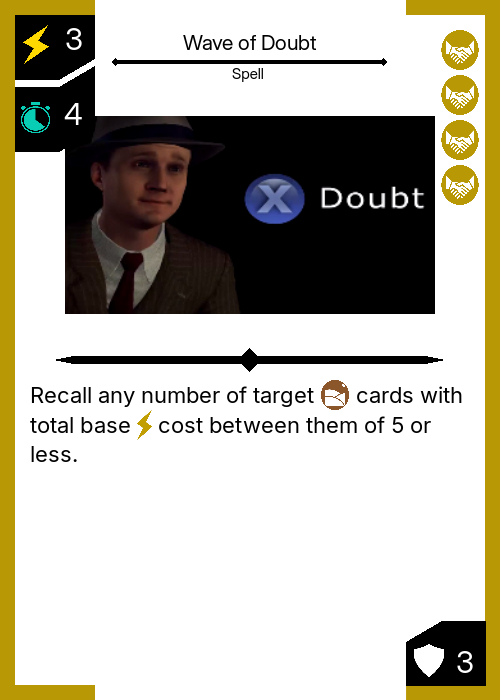 3
Wave of Doubt
Spell
4
X Doubt
Recall any number of target cards with
total base cost between them of 5 or
less.
3